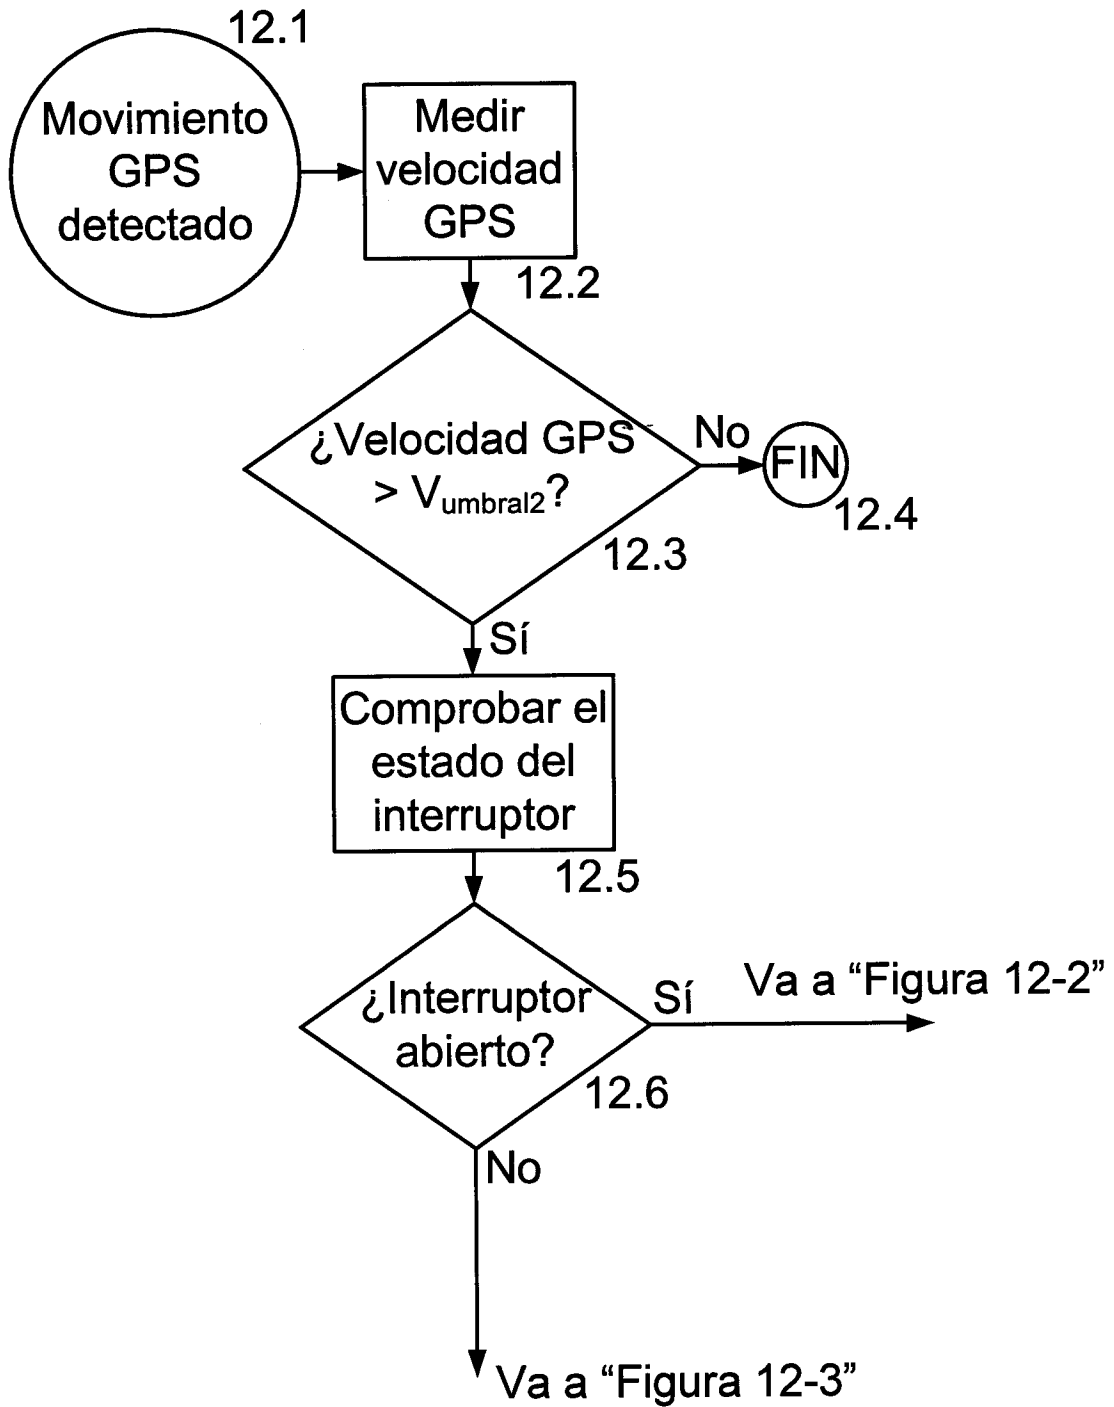 12.1
Movimiento
GPS
detectado
Medir
velocidad
GPS
12.2
¿Velocidad GPS
> Vumbral2?
12.3
No
FIN
12.4
Sí
Comprobar el
estado del
interruptor
12.5
¿Interruptor
abierto?
12.6
Sí
Va a “Figura 12-2”
No
Va a “Figura 12-3”